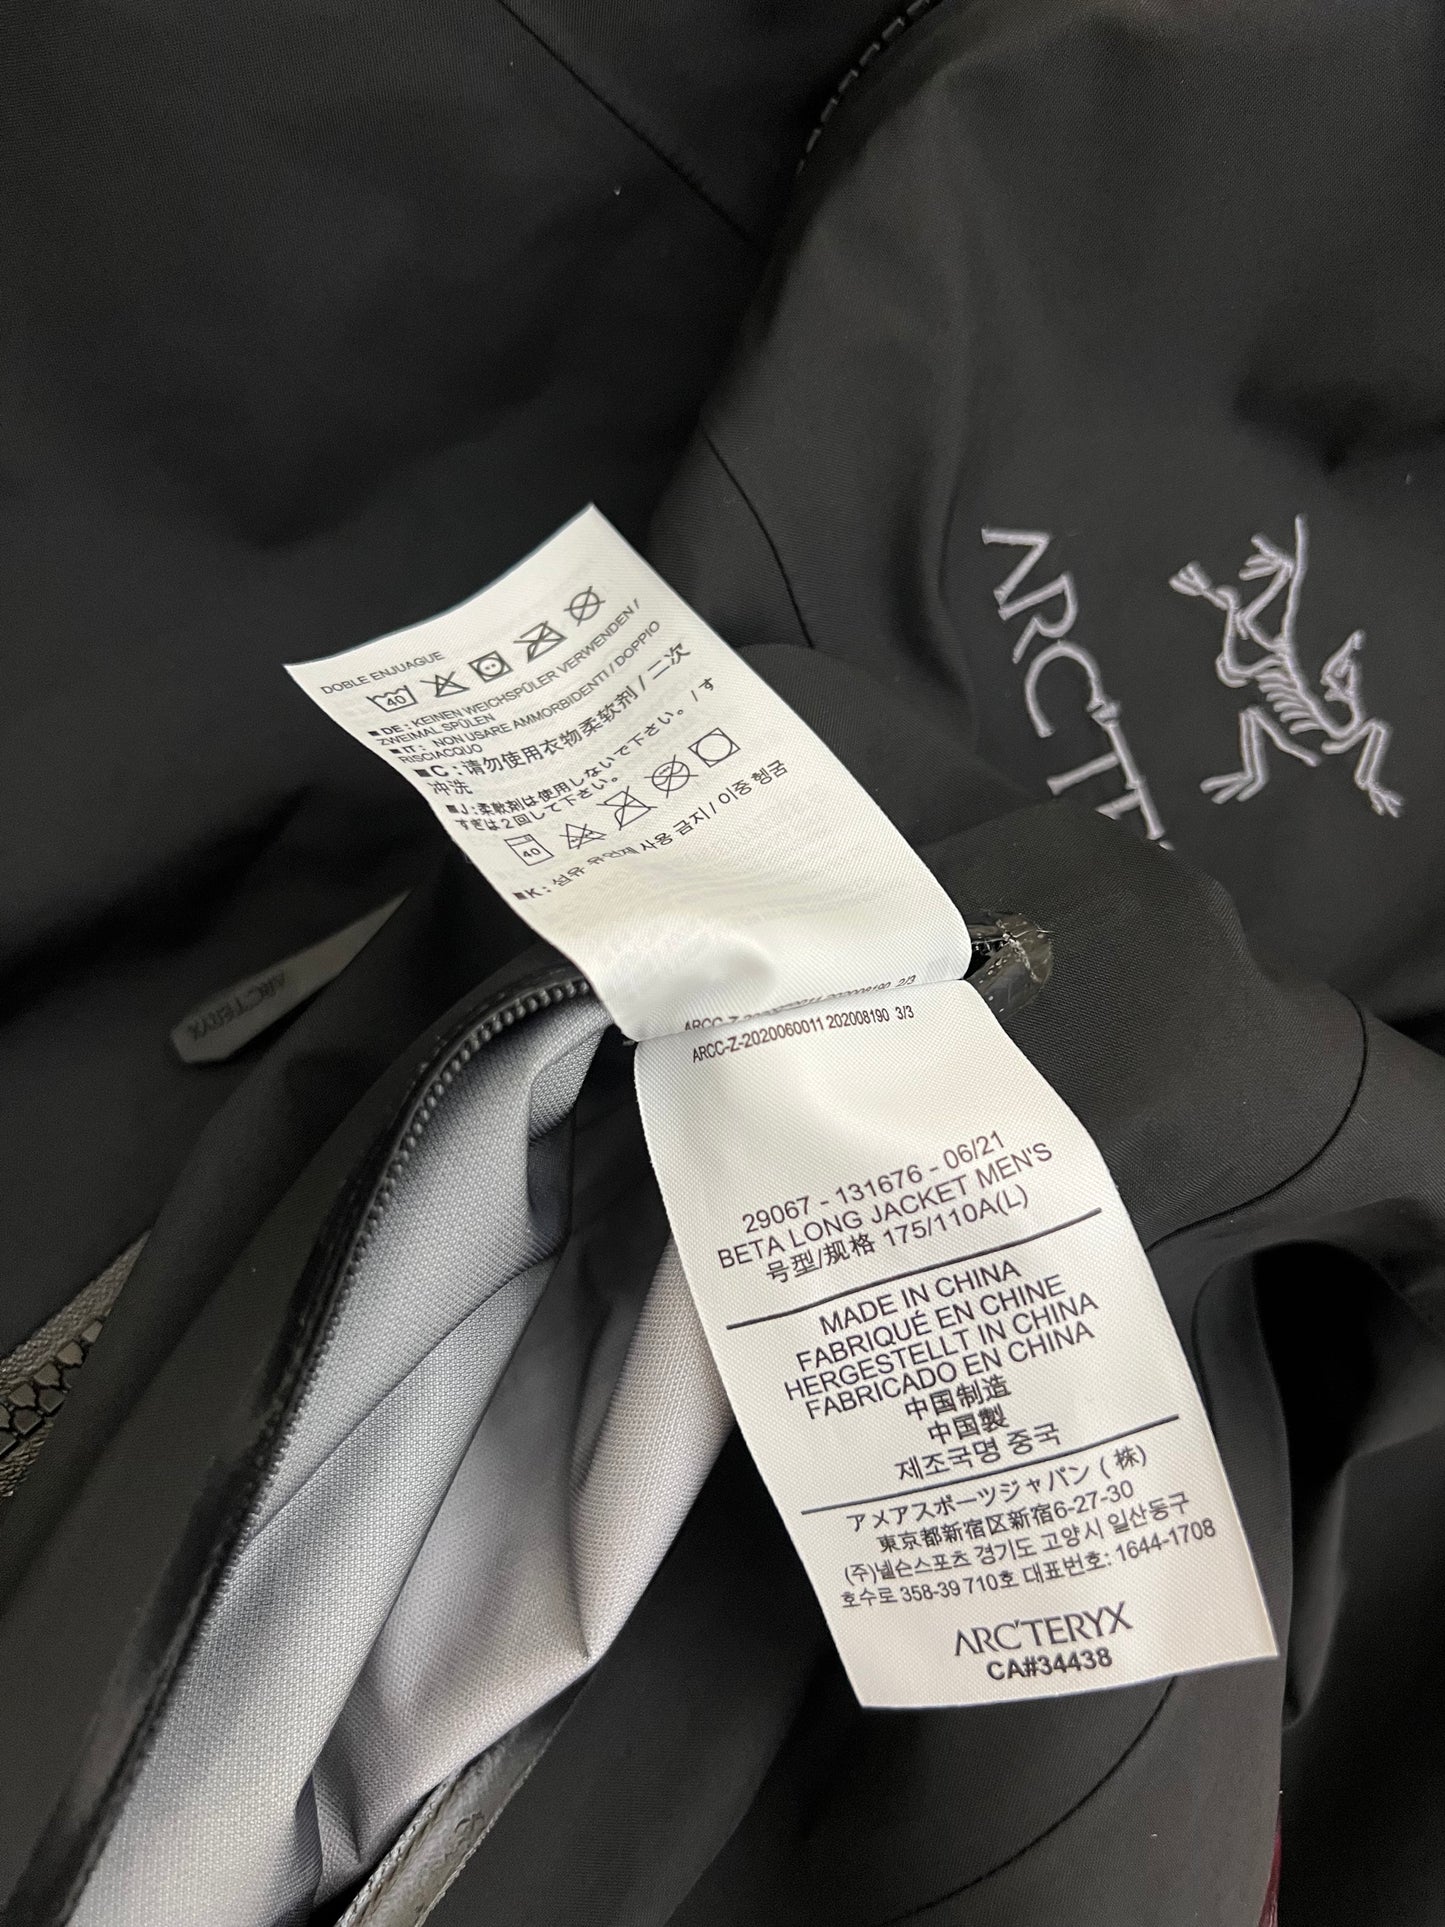 DOBLE ENJUAGUE
40
■DE : KEINEN WEICHSPÜLER VERWENDEN /
ZWEIMAL SPÜLEN
■IT : NON USARE AMMORBIDENTI / DOPPIO
RISCIACQUO
■C : 请勿使用衣物柔软剂 / 二次
冲洗
■J : 柔軟剤は使用しないで下さい。/ す
すぎは2回して下さい。
40
■K : 섬유 유연제 사용 금지 / 이중 헹굼
2/3
ARCC-Z-2020060011 202008190 3/3
29067 - 131676 - 06/21
BETA LONG JACKET MEN'S
号型/规格 175/110A(L)
MADE IN CHINA
FABRIQUÉ EN CHINE
HERGESTELLT IN CHINA
FABRICADO EN CHINA
中国制造
中国製
제조국명 중국
アメアスポーツジャパン ( 株)
東京都新宿区新宿6-27-30
(주)넬슨스포츠 경기도 고양시 일산동구
호수로 358-39 710호 대표번호: 1644-1708
ARC'TERYX
CA#34438
ARC'TERYX
ARC'T